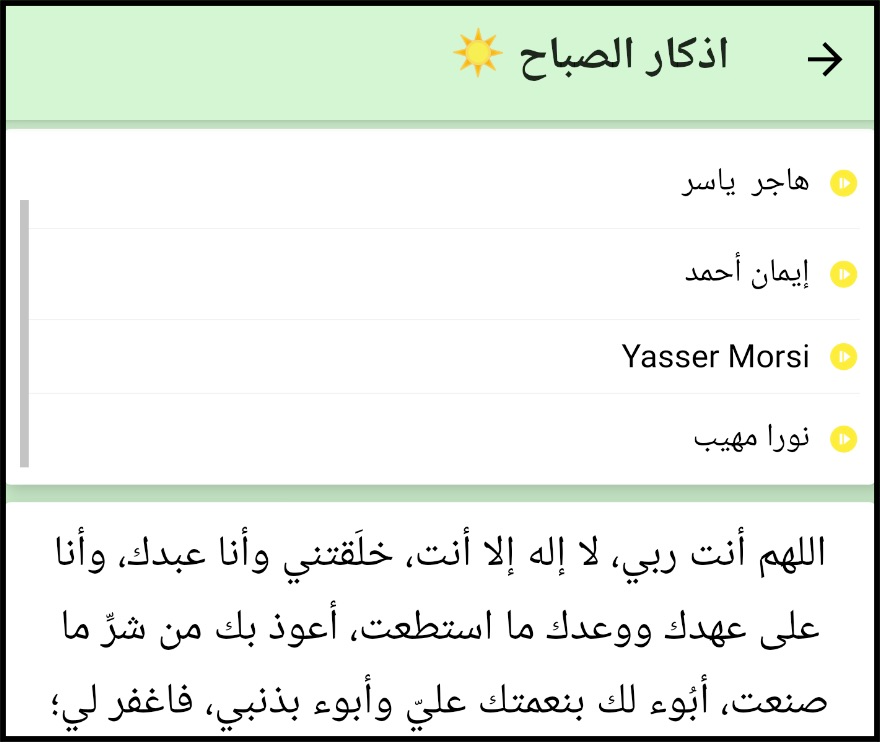 اذكار الصباح ☀️
هاجر ياسر
إيمان أحمد
Yasser Morsi
نورا مهيب
اللهم أنت ربي، لا إله إلا أنت، خلَقتني وأنا عبدك، وأنا
على عهدك ووعدك ما استطعت، أعوذ بك من شرِّ ما
صنعت، أبُوء لك بنعمتك عليّ وأبوء بذنبي، فاغفر لي؛